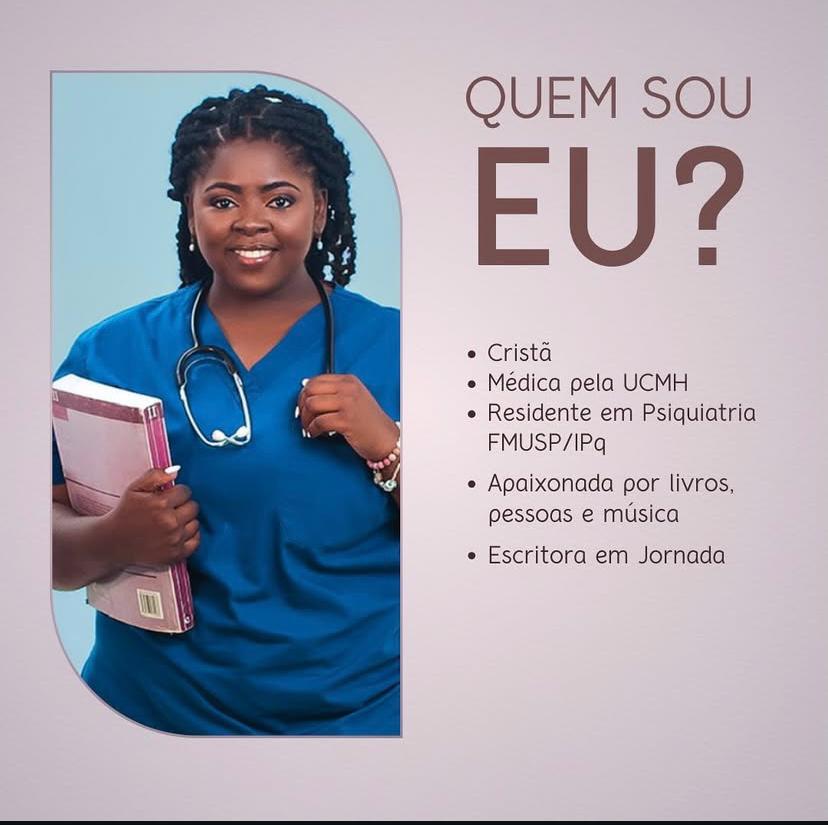 QUEM SOU
EU?
• Cristã
• Médica pela UCMH
• Residente em Psiquiatria
FMUSP/IPq
• Apaixonada por livros,
pessoas e música
• Escritora em Jornada